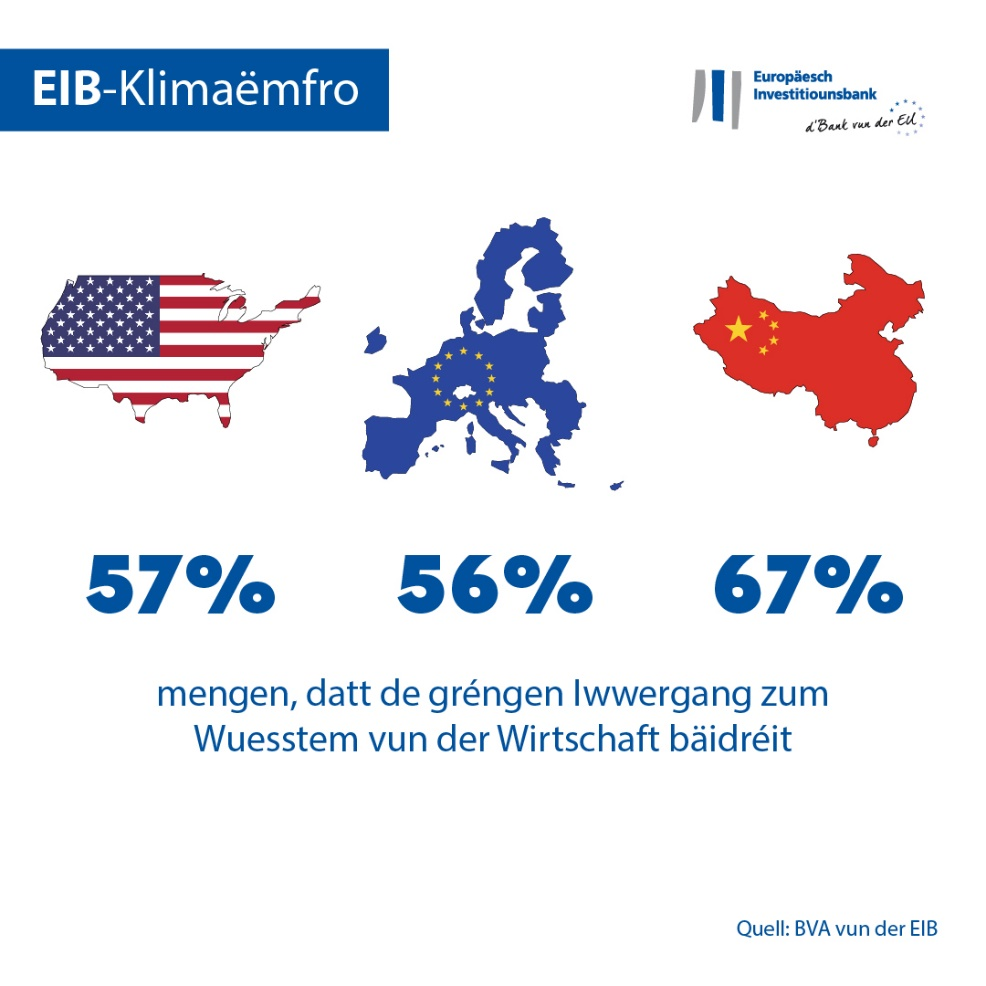 EIB-Klimaëmfro
Europäesch
Investitiounsbank
d'Bank vun der EU
57% 56% 67%
mengen, datt de gréngen Iwwergang zum
Wuesstem vun der Wirtschaft bäidréit
Quell: BVA vun der EIB